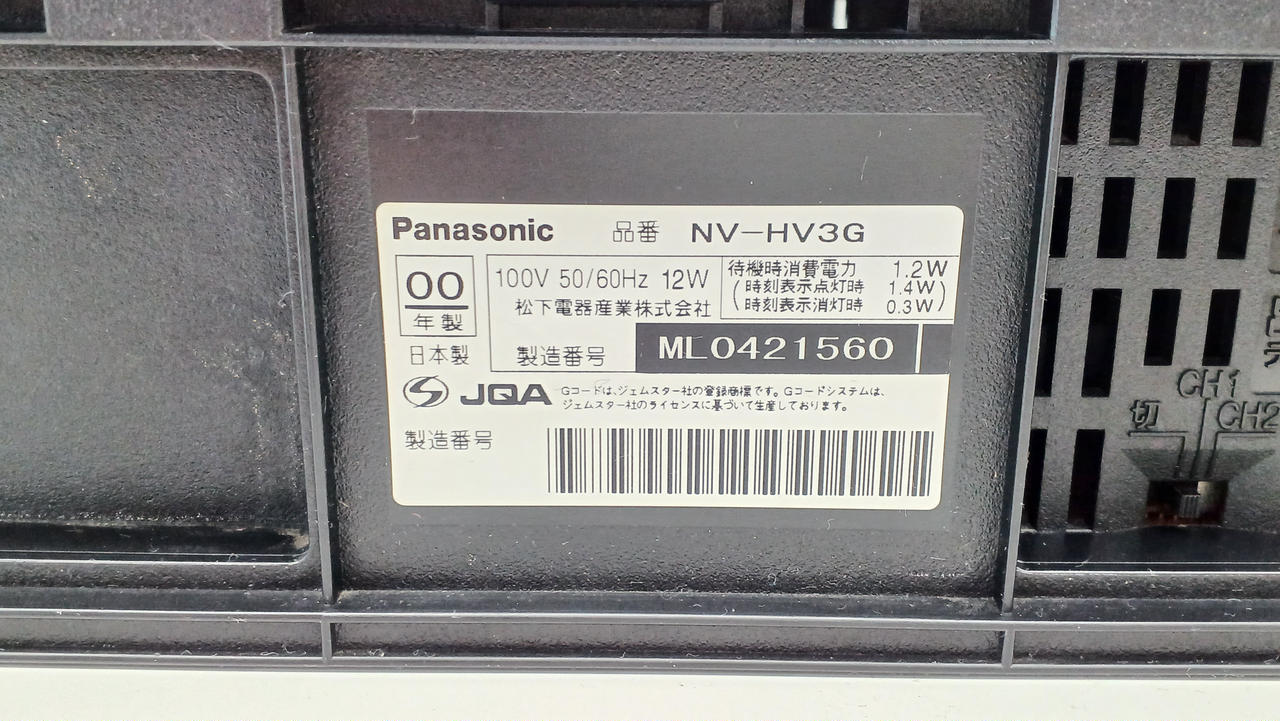 Panasonic 品番 NV-HV3G
00
年製
日本製
100V 50/60Hz 12W
松下電器産業株式会社
待機時消費電力 1.2W
(時刻表示点灯時 1.4W
時刻表示消灯時 0.3W)
製造番号 ML0421560
JQA
Gコードは、ジェムスター社の登録商標です。Gコードシステムは、
ジェムスター社のライセンスに基づいて生産しております。
製造番号
切 CH1 CH2